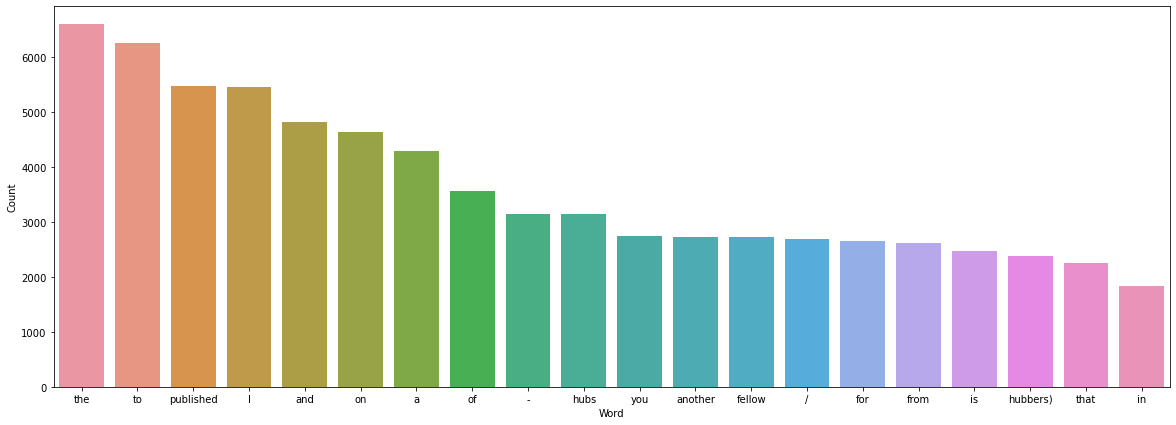 Count
6000
5000
4000
3000
2000
1000
0
the to published I and on a of - hubs you another fellow / for from is hubbers) that in
Word